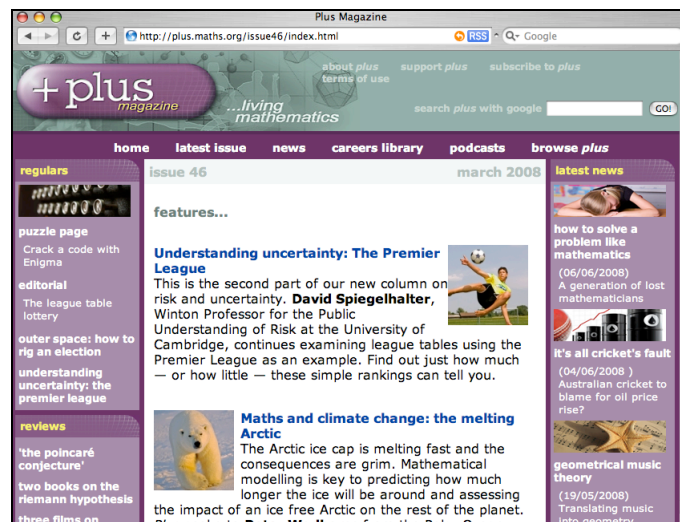 Plus Magazine
http://plus.maths.org/issue46/index.html
RSS
Google
+plus
magazine
...living
mathematics
about plus
support plus
subscribe to plus
terms of use
search plus with google
GO!
home
latest issue
news
careers library
podcasts
browse plus
regulars
puzzle page
Crack a code with
Enigma
editorial
The league table
lottery
outer space: how to
rig an election
understanding
uncertainty: the
premier league
reviews
'the poincaré
conjecture'
two books on the
riemann hypothesis
three films on
issue 46
march 2008
features...
Understanding uncertainty: The Premier
League
This is the second part of our new column on
risk and uncertainty. David Spiegelhalter,
Winton Professor for the Public
Understanding of Risk at the University of
Cambridge, continues examining league tables using the
Premier League as an example. Find out just how much
— or how little — these simple rankings can tell you.
Maths and climate change: the melting
Arctic
The Arctic ice cap is melting fast and the
consequences are grim. Mathematical
modelling is key to predicting how much
longer the ice will be around and assessing
the impact of an ice free Arctic on the rest of the planet.
latest news
how to solve a
problem like
mathematics
(06/06/2008)
A generation of lost
mathematicians
it's all cricket's fault
(04/06/2008 )
Australian cricket to
blame for oil price
rise?
geometrical music
theory
(19/05/2008)
Translating music
into geometry